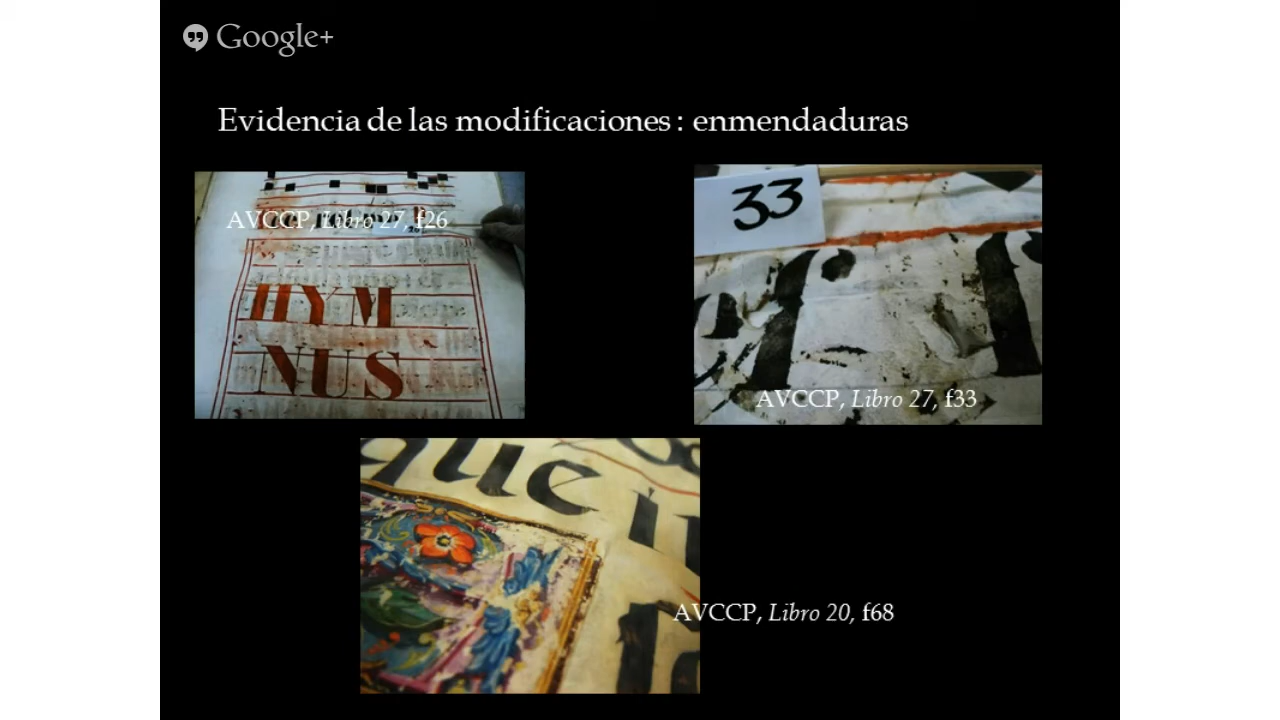 Google+
Evidencia de las modificaciones : enmendaduras
AVCCP, Libro 27, f26
HYM
NUS
33
AVCCP, Libro 27, f33
que
AVCCP, Libro 20, f68